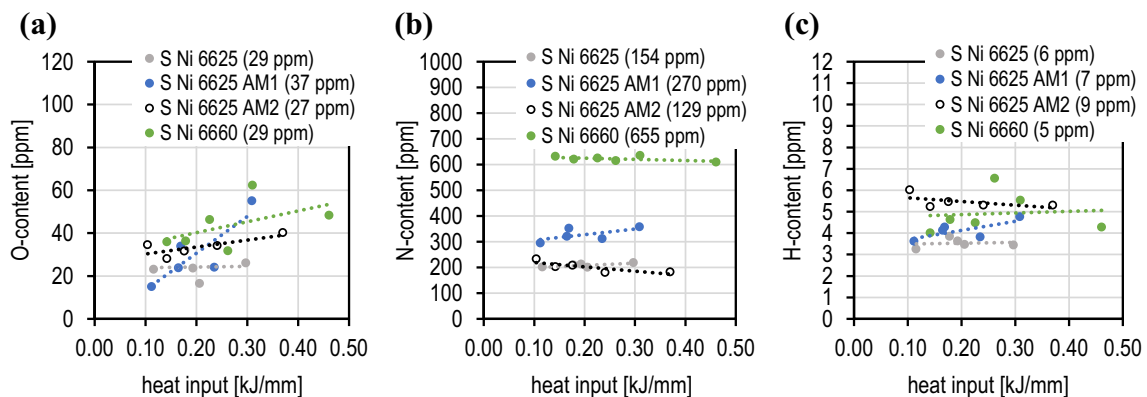 (a)
S Ni 6625 (29 ppm)
S Ni 6625 AM1 (37 ppm)
S Ni 6625 AM2 (27 ppm)
S Ni 6660 (29 ppm)
O-content [ppm]
120
100
80
60
40
20
0
0.00 0.10 0.20 0.30 0.40 0.50
heat input [kJ/mm]
(b)
S Ni 6625 (154 ppm)
S Ni 6625 AM1 (270 ppm)
S Ni 6625 AM2 (129 ppm)
S Ni 6660 (655 ppm)
N-content [ppm]
1000
900
800
700
600
500
400
300
200
100
0
0.00 0.10 0.20 0.30 0.40 0.50
heat input [kJ/mm]
(c)
S Ni 6625 (6 ppm)
S Ni 6625 AM1 (7 ppm)
S Ni 6625 AM2 (9 ppm)
S Ni 6660 (5 ppm)
H-content [ppm]
12
11
10
9
8
7
6
5
4
3
2
1
0
0.00 0.10 0.20 0.30 0.40 0.50
heat input [kJ/mm]